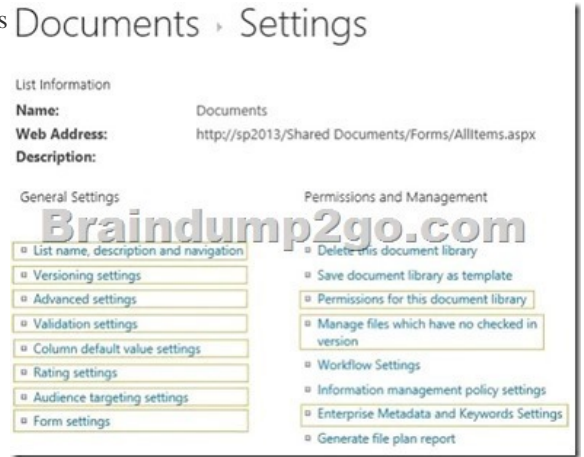 s
Documents › Settings
List Information
Name: Documents
Web Address: http://sp2013/Shared Documents/Forms/AllItems.aspx
Description:
General Settings
Braindump2go.com
List name, description and navigation
Versioning settings
Advanced settings
Validation settings
Column default value settings
Rating settings
Audience targeting settings
Form settings
Permissions and Management
Delete this document library
Save document library as template
Permissions for this document library
Manage files which have no checked in
version
Workflow Settings
Information management policy settings
Enterprise Metadata and Keywords Settings
Generate file plan report